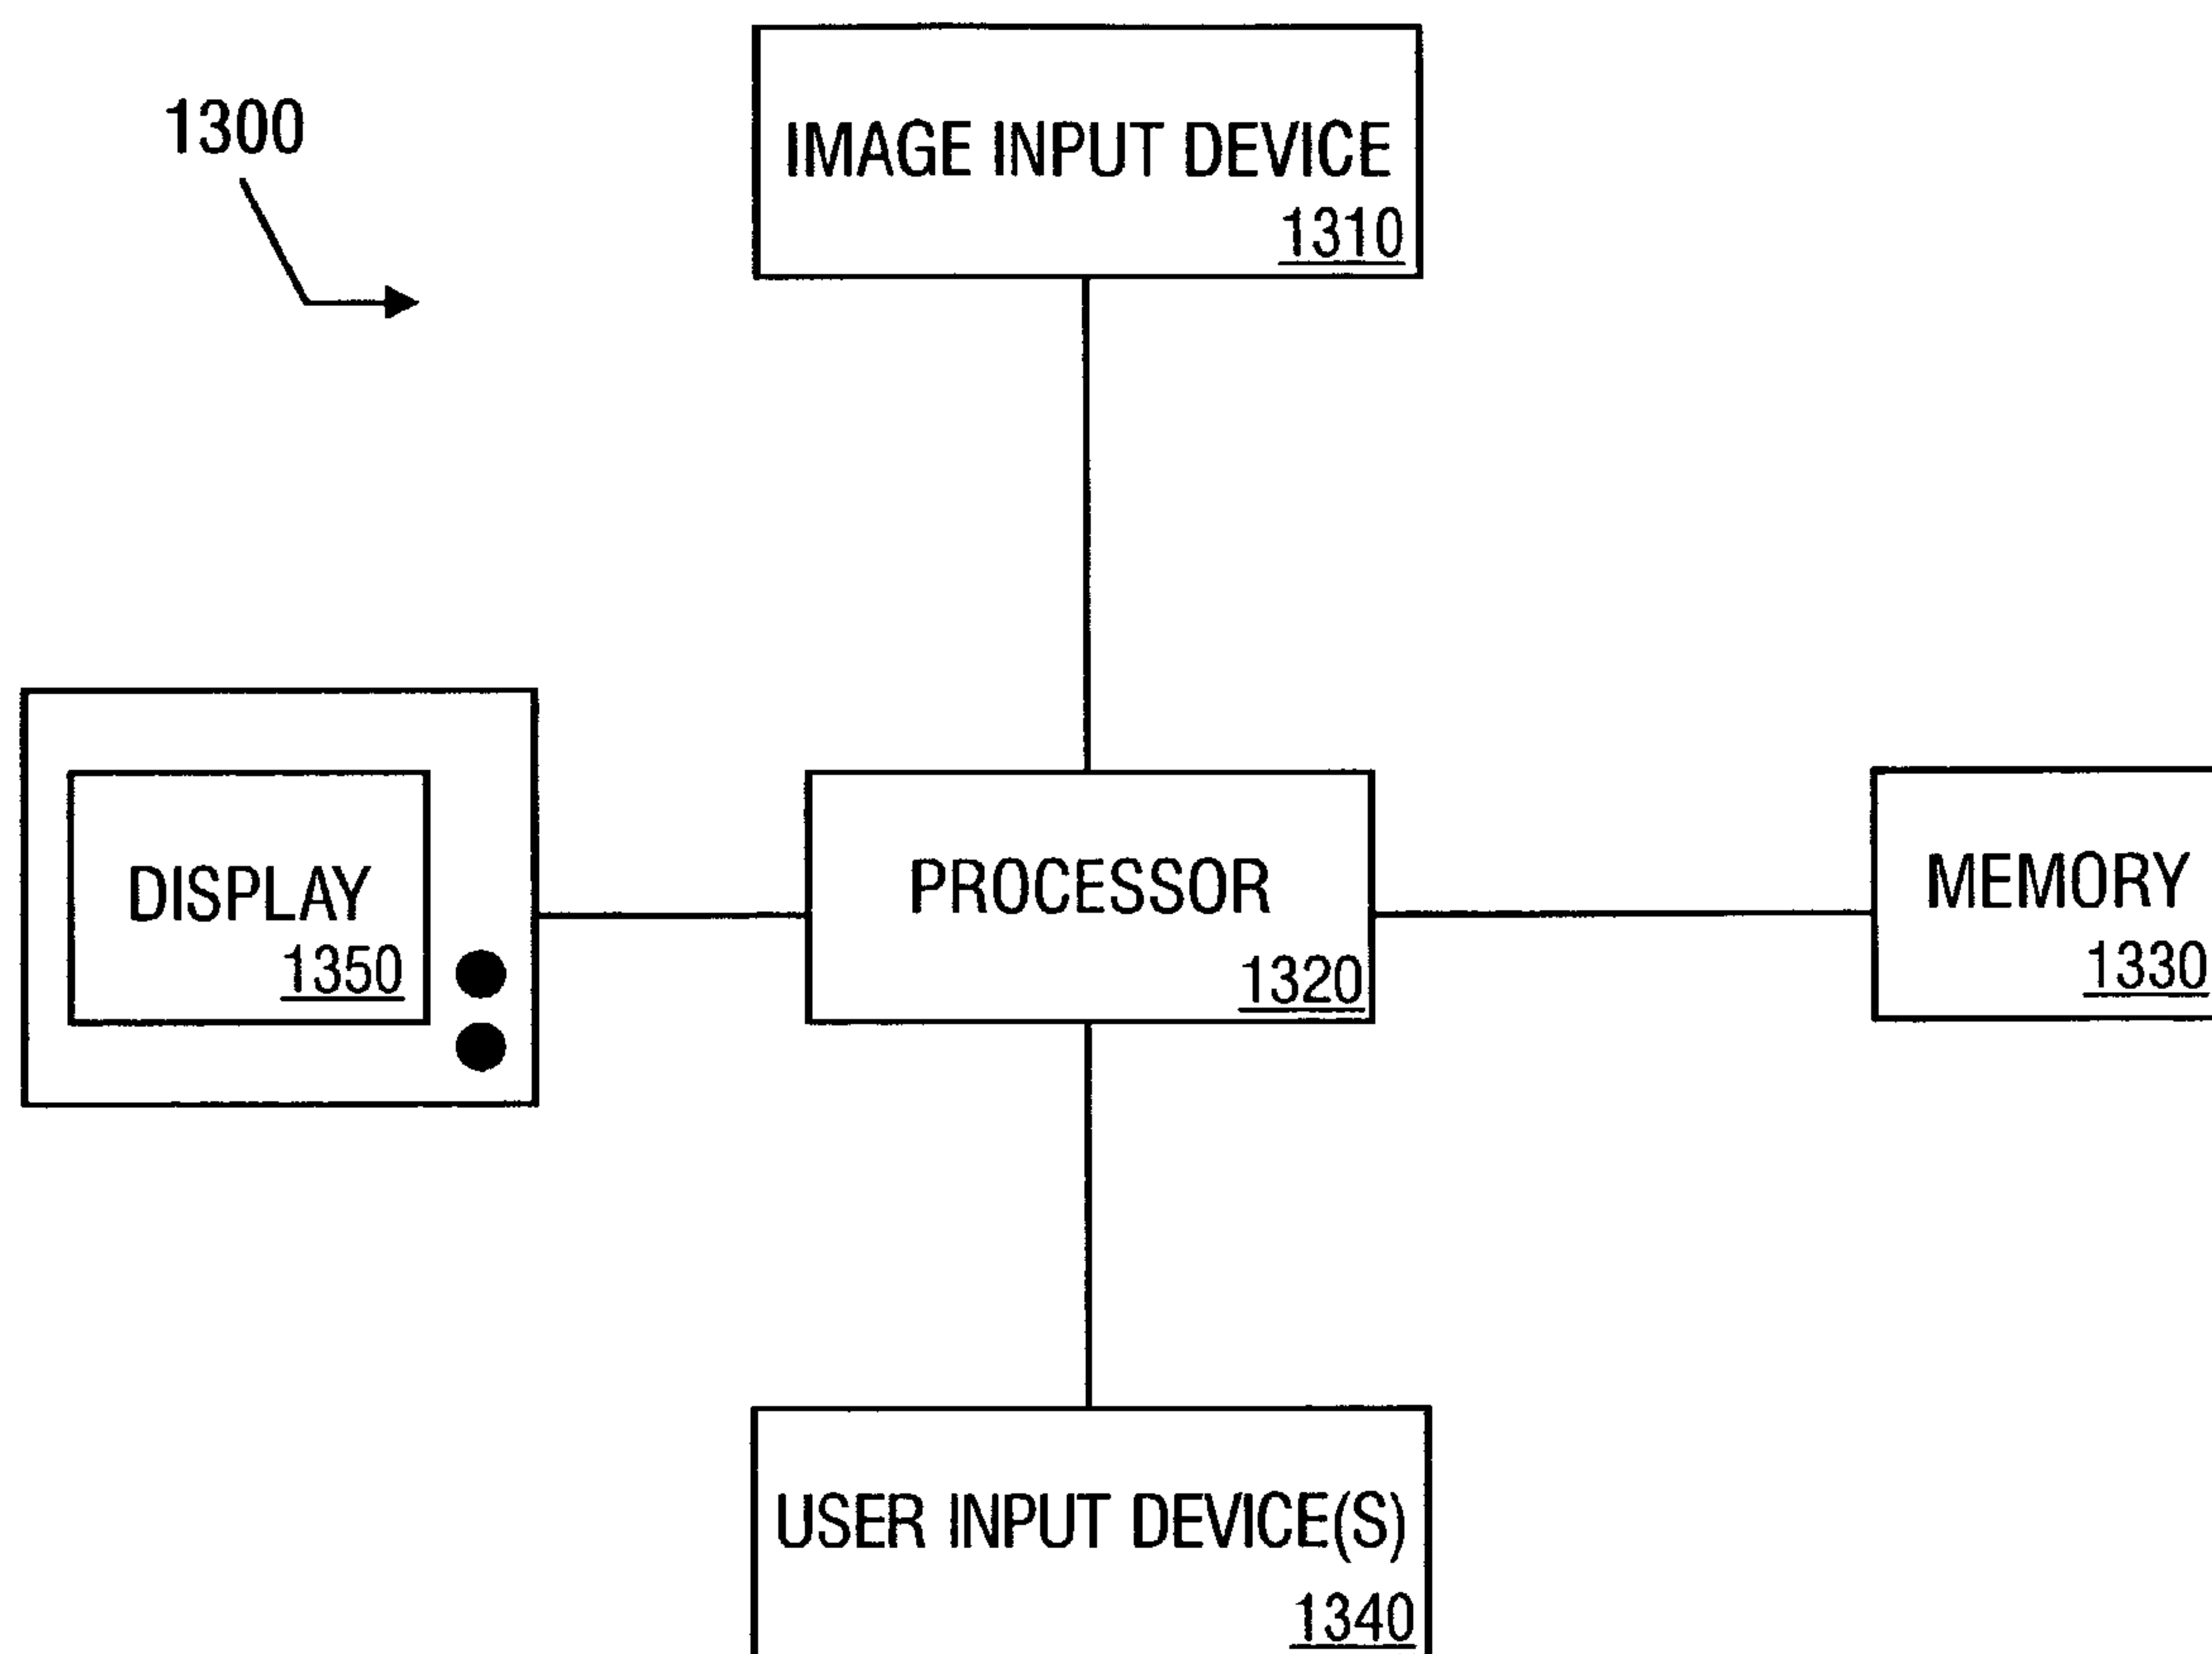 1300
IMAGE INPUT DEVICE
1310
DISPLAY
1350
PROCESSOR
1320
MEMORY
1330
USER INPUT DEVICE(S)
1340